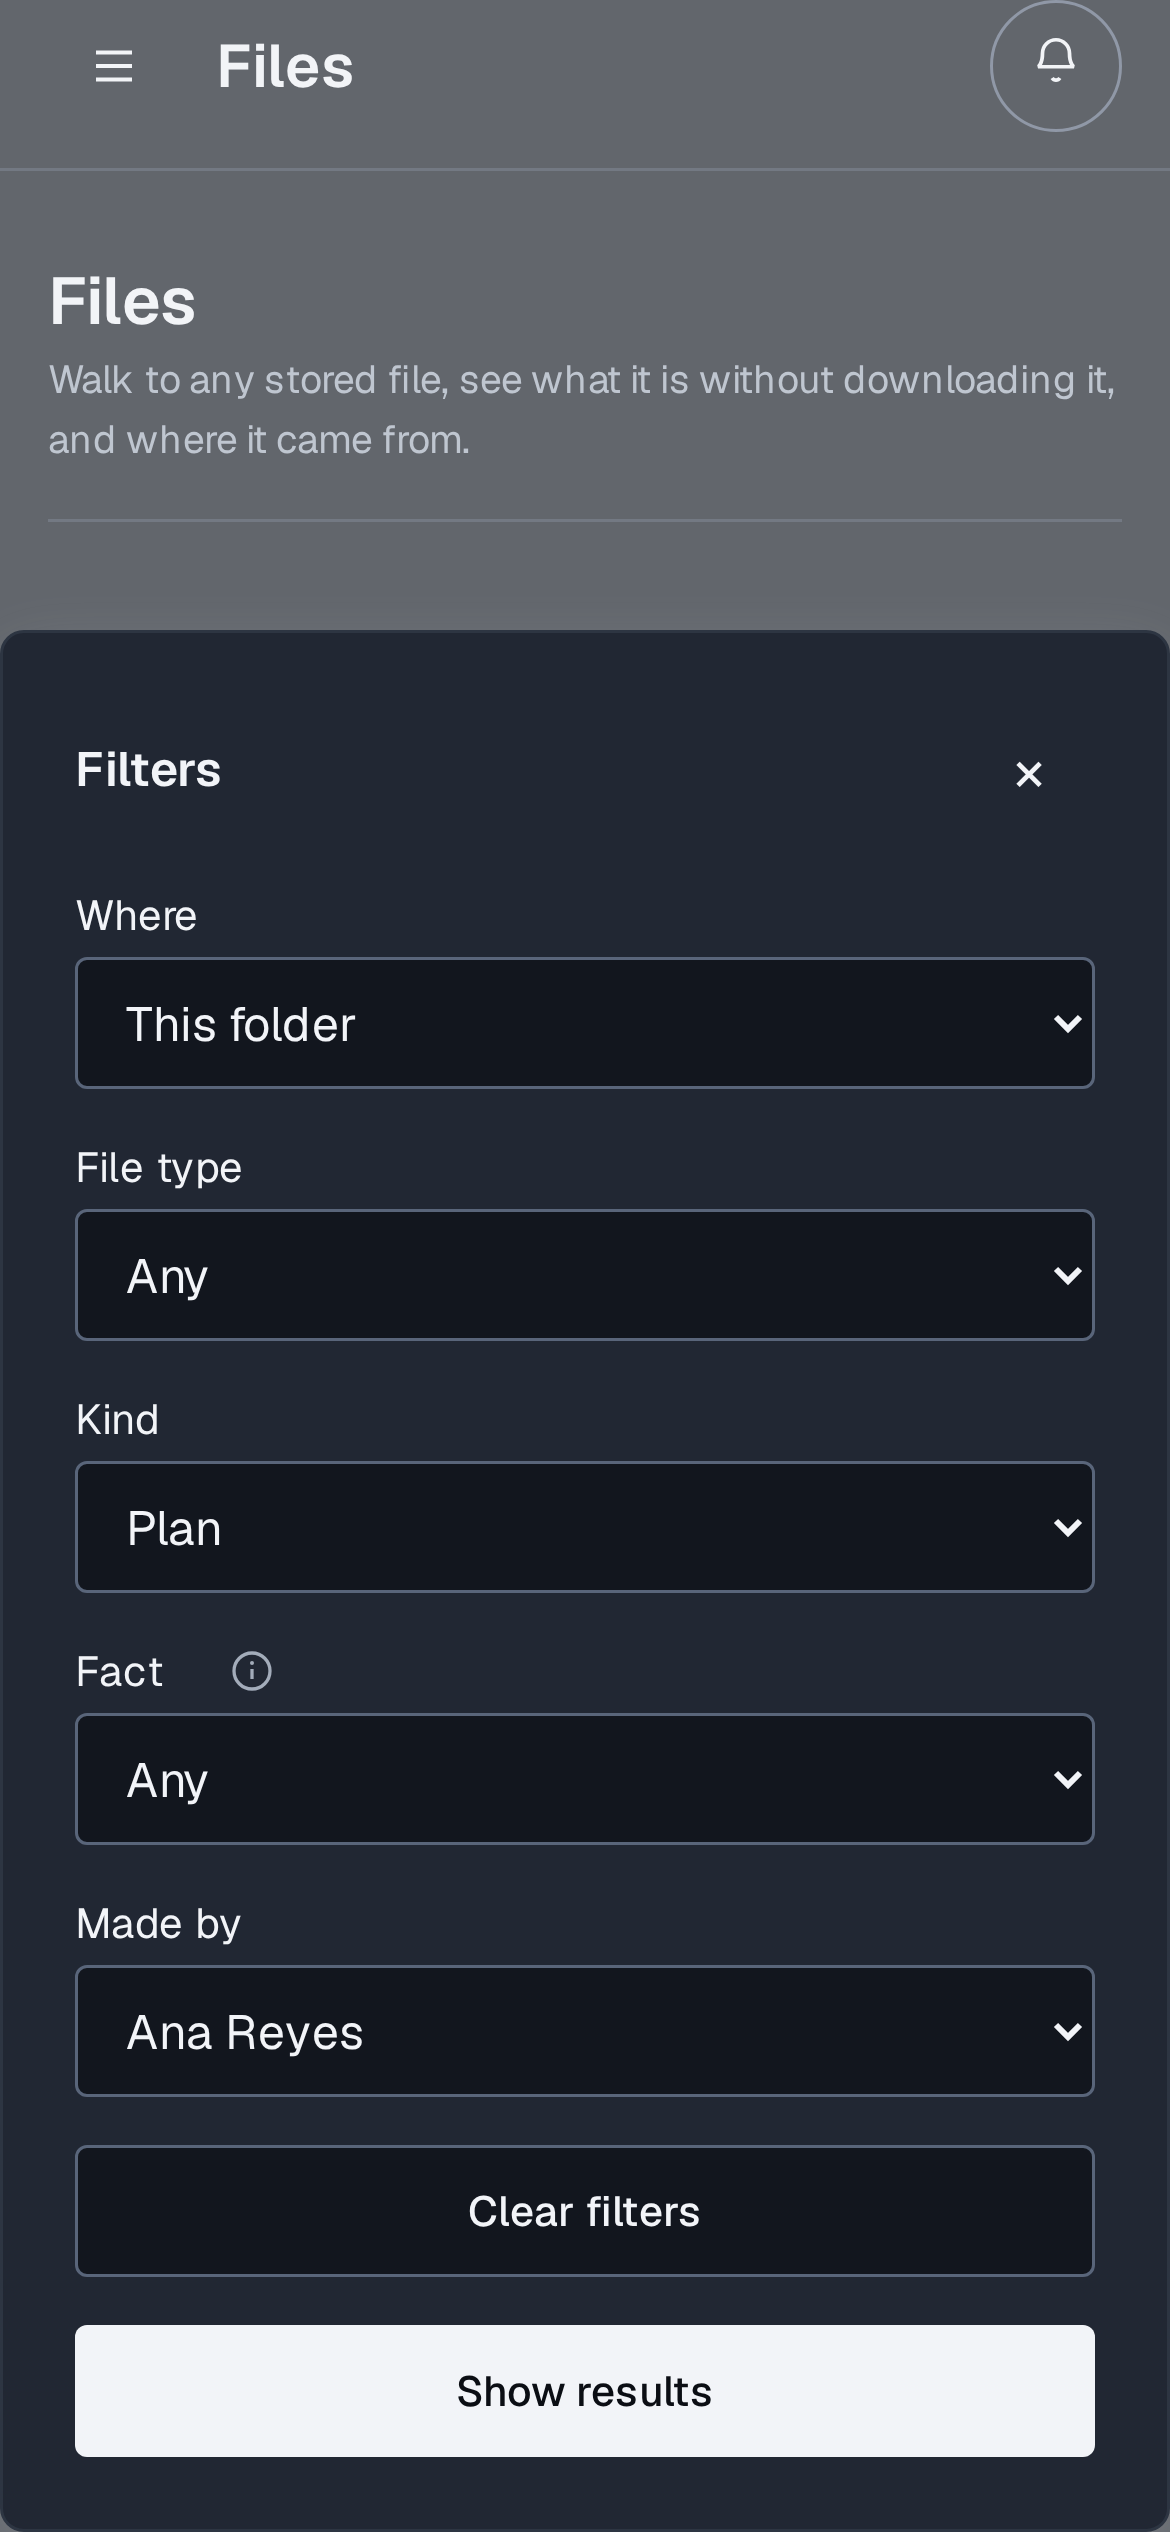 Files
Files
Walk to any stored file, see what it is without downloading it,
and where it came from.
Filters
Where
This folder
File type
Any
Kind
Plan
Fact
Any
Made by
Ana Reyes
Clear filters
Show results